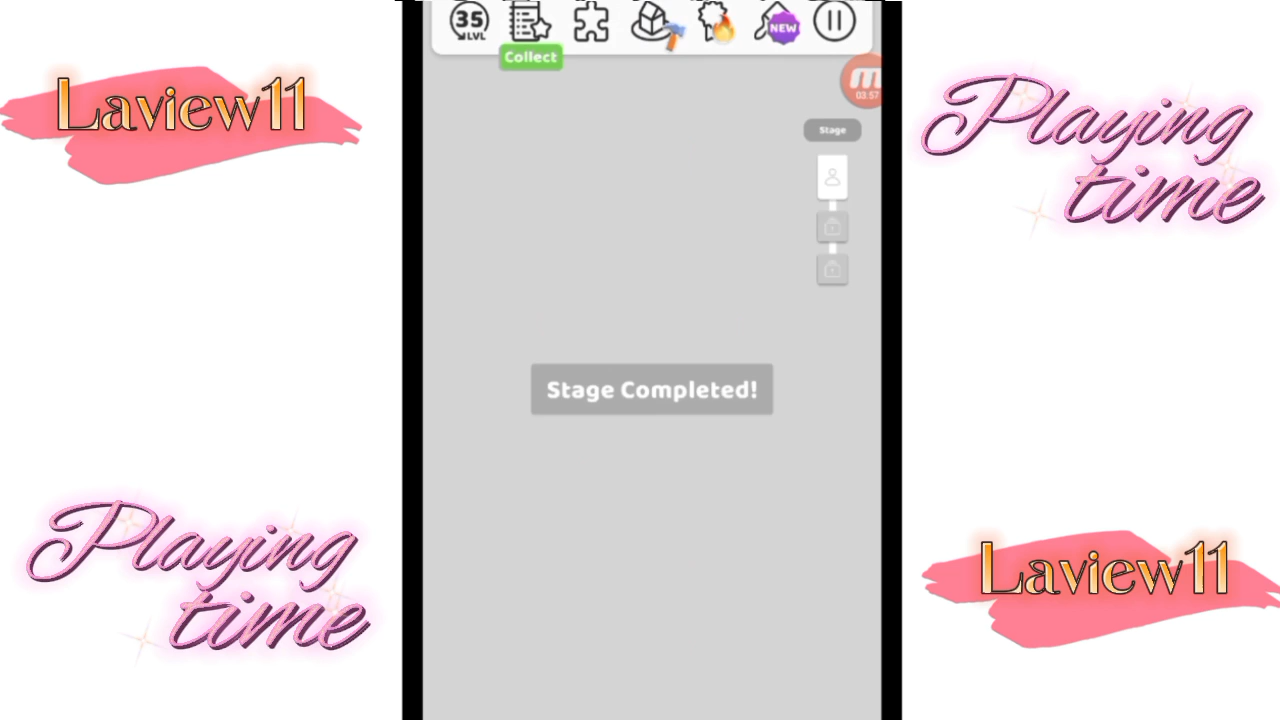 35
LVL
NEW
Collect
03:57
Stage
Stage Completed!
Laview11
Playing
time
Playing
time
Laview11